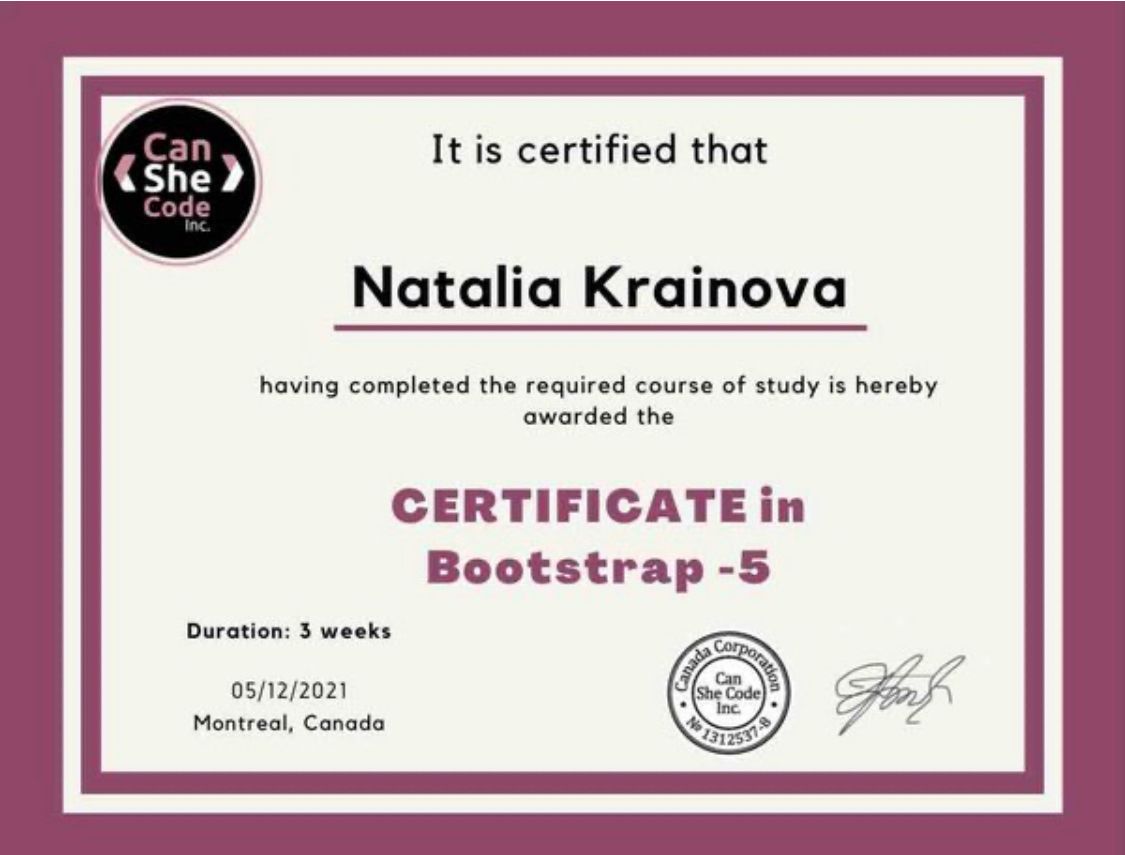 Can
She
Code
Inc.
It is certified that
Natalia Krainova
having completed the required course of study is hereby
awarded the
CERTIFICATE in
Bootstrap -5
Duration: 3 weeks
05/12/2021
Montreal, Canada
Canada Corporation
Can
She Code
Inc.
№ 1312537-8